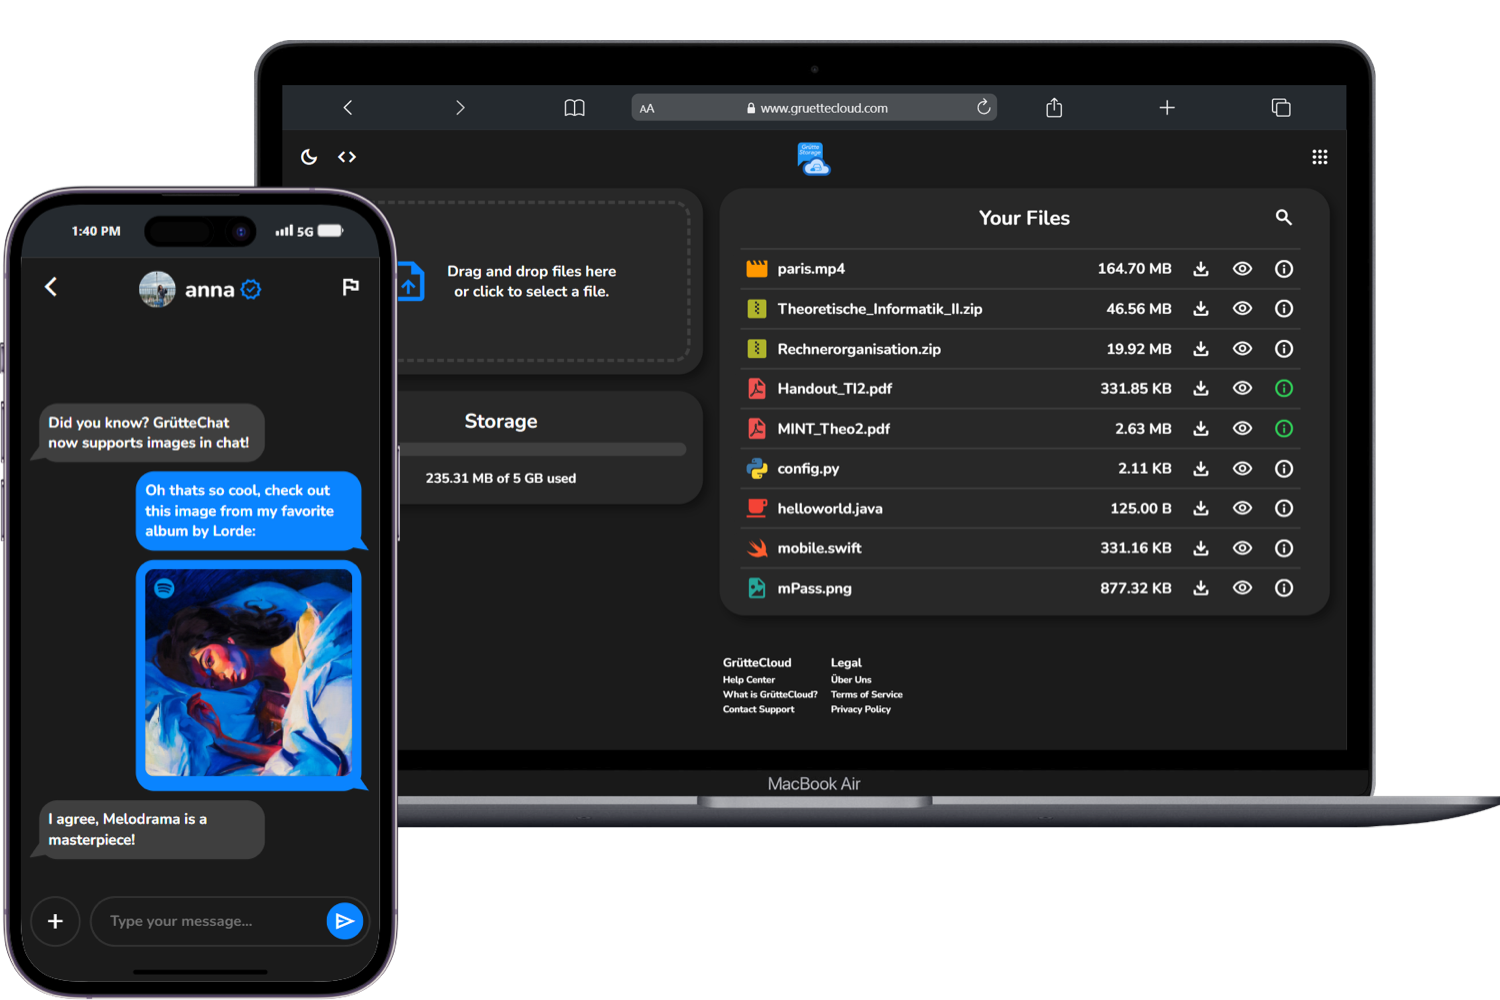 AA
www.gruettecloud.com
Grütte
Storage
Drag and drop files here
or click to select a file.
Storage
235.31 MB of 5 GB used
Your Files
paris.mp4 164.70 MB
Theoretische_Informatik_II.zip 46.56 MB
Rechnerorganisation.zip 19.92 MB
Handout_TI2.pdf 331.85 KB
MINT_Theo2.pdf 2.63 MB
config.py 2.11 KB
helloworld.java 125.00 B
mobile.swift 331.16 KB
mPass.png 877.32 KB
GrütteCloud Legal
Help Center Über Uns
What is GrütteCloud? Terms of Service
Contact Support Privacy Policy
MacBook Air
1:40 PM 5G
anna
Did you know? GrütteChat
now supports images in chat!
Oh thats so cool, check out
this image from my favorite
album by Lorde:
I agree, Melodrama is a
masterpiece!
Type your message...